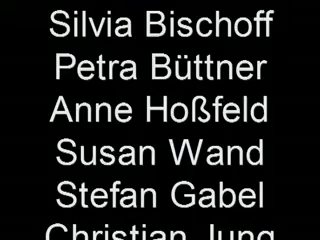 Silvia Bischoff
Petra Büttner
Anne Hoßfeld
Susan Wand
Stefan Gabel
Christian Jung